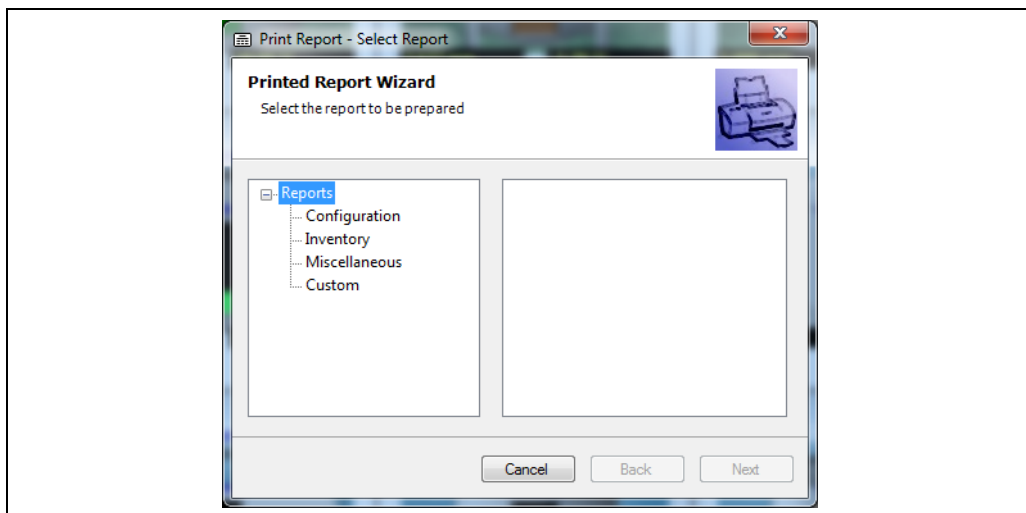 Print Report - Select Report
Printed Report Wizard
Select the report to be prepared
Reports
Configuration
Inventory
Miscellaneous
Custom
Cancel
Back
Next